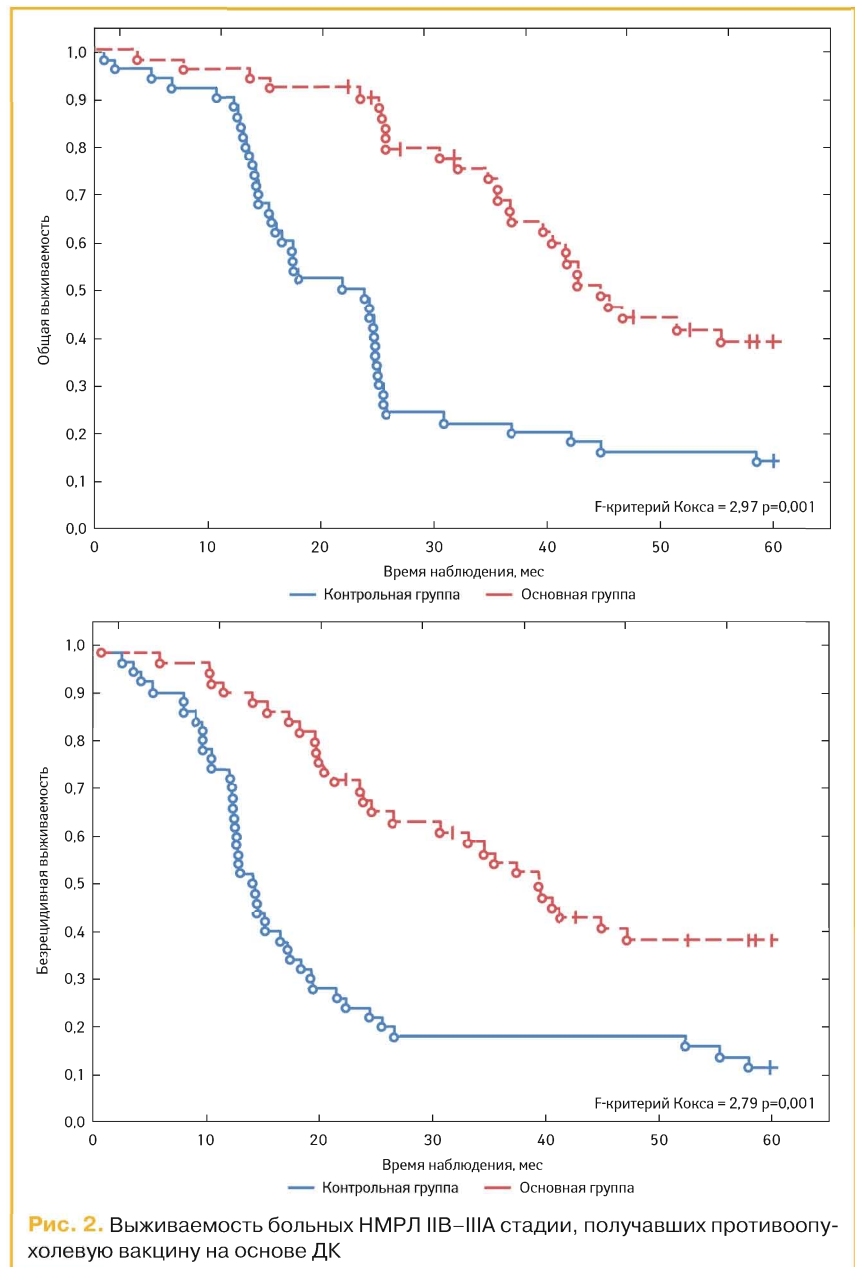 Общая выживаемость
1,0
0,9
0,8
0,7
0,6
0,5
0,4
0,3
0,2
0,1
0,0
F-критерий Кокса = 2,97 p=0,001
0 10 20 30 40 50 60
Время наблюдения, мес
Контрольная группа Основная группа
Безрецидивная выживаемость
1,0
0,9
0,8
0,7
0,6
0,5
0,4
0,3
0,2
0,1
0,0
F-критерий Кокса = 2,79 p=0,001
0 10 20 30 40 50 60
Время наблюдения, мес
Контрольная группа Основная группа
Рис. 2. Выживаемость больных НМРЛ IIB–IIIA стадии, получавших противоопу-
холевую вакцину на основе ДК